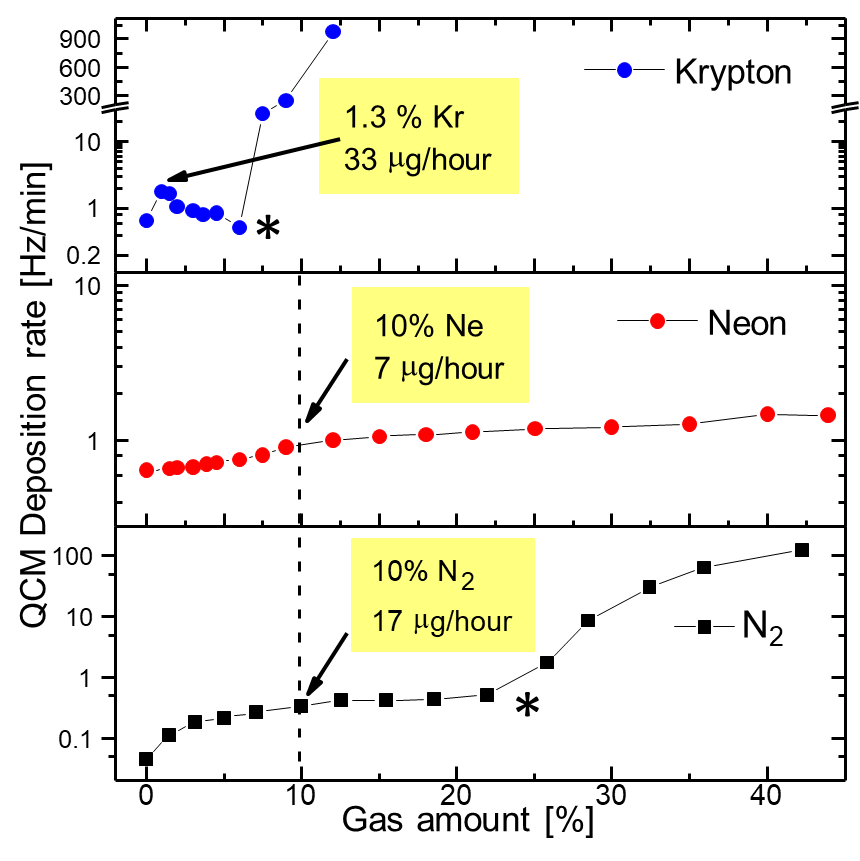 QCM Deposition rate [Hz/min]
900
600
300
10
1
0.2
Krypton
1.3 % Kr
33 μg/hour
*
10
1
Neon
10% Ne
7 μg/hour
100
10
1
0.1
N2
10% N2
17 μg/hour
*
0 10 20 30 40
Gas amount [%]